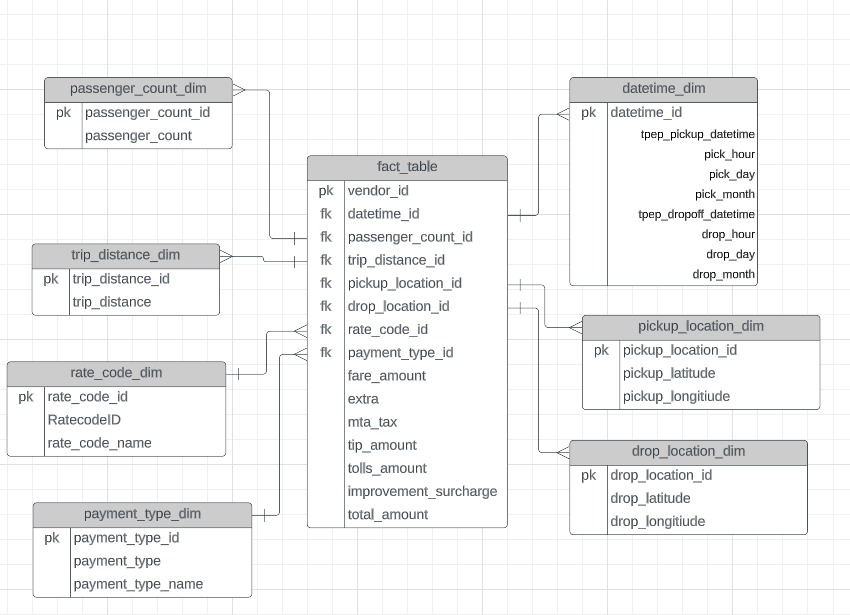 passenger_count_dim
pk passenger_count_id
passenger_count
trip_distance_dim
pk trip_distance_id
trip_distance
rate_code_dim
pk rate_code_id
RatecodeID
rate_code_name
payment_type_dim
pk payment_type_id
payment_type
payment_type_name
fact_table
pk vendor_id
fk datetime_id
fk passenger_count_id
fk trip_distance_id
fk pickup_location_id
fk drop_location_id
fk rate_code_id
fk payment_type_id
fare_amount
extra
mta_tax
tip_amount
tolls_amount
improvement_surcharge
total_amount
datetime_dim
pk datetime_id
tpep_pickup_datetime
pick_hour
pick_day
pick_month
tpep_dropoff_datetime
drop_hour
drop_day
drop_month
pickup_location_dim
pk pickup_location_id
pickup_latitude
pickup_longitiude
drop_location_dim
pk drop_location_id
drop_latitude
drop_longitiude